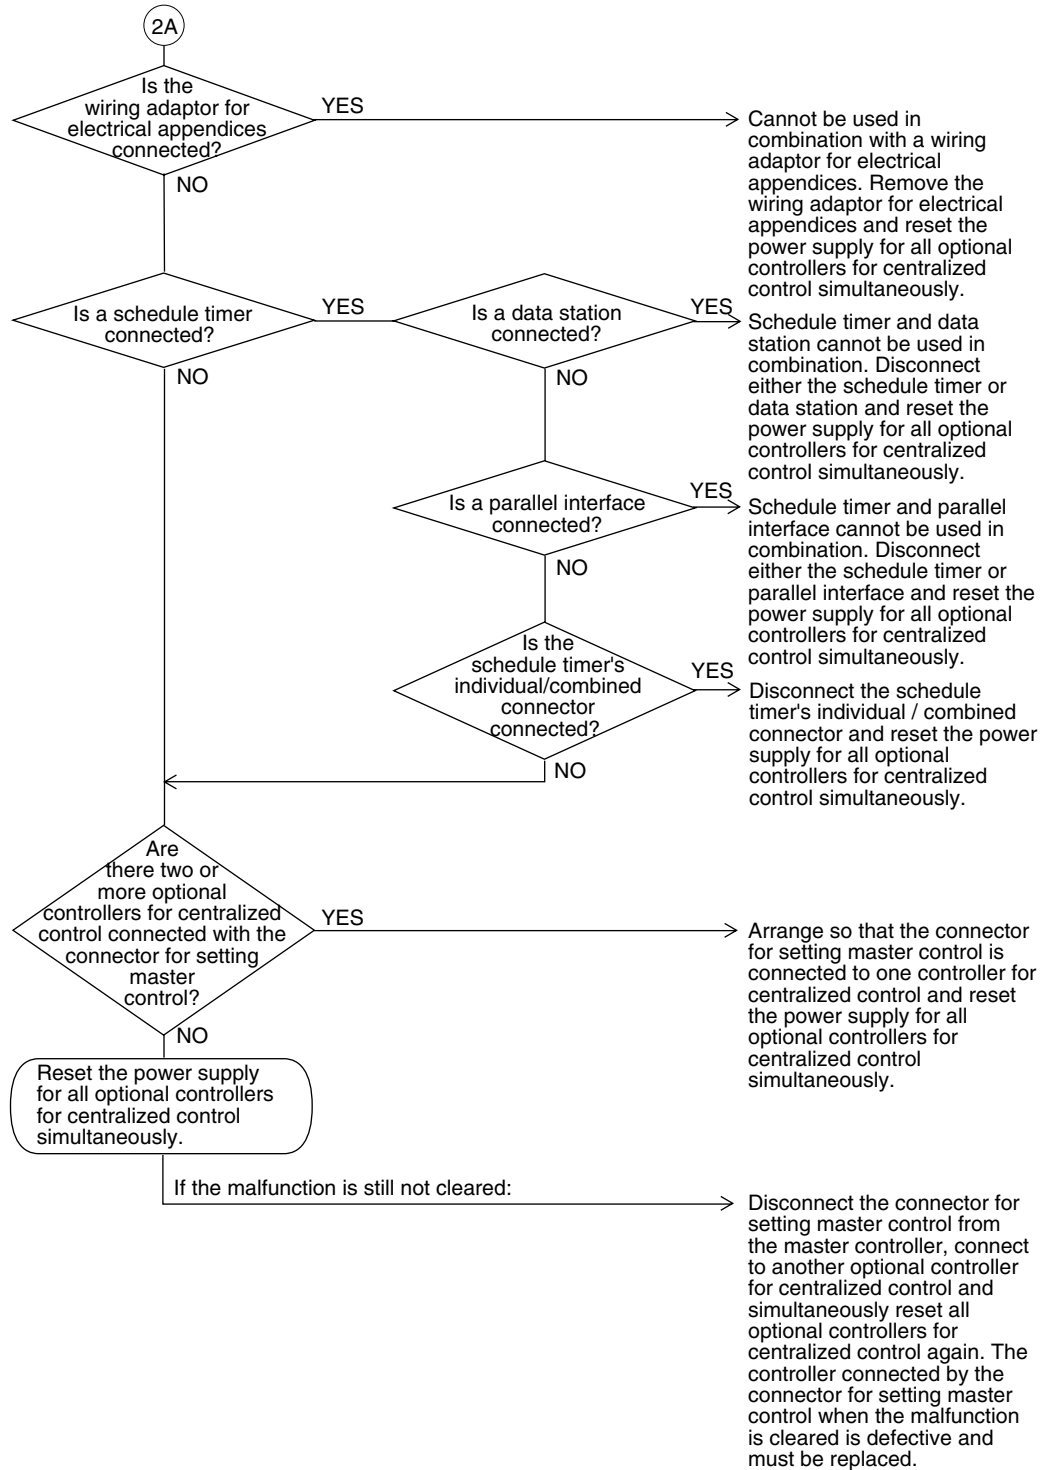 2A
Is the
wiring adaptor for
electrical appendices
connected?
YES
NO
Cannot be used in
combination with a wiring
adaptor for electrical
appendices. Remove the
wiring adaptor for electrical
appendices and reset the
power supply for all optional
controllers for centralized
control simultaneously.
Is a schedule timer
connected?
YES
NO
Is a data station
connected?
YES
NO
Schedule timer and data
station cannot be used in
combination. Disconnect
either the schedule timer or
data station and reset the
power supply for all optional
controllers for centralized
control simultaneously.
Is a parallel interface
connected?
YES
NO
Schedule timer and parallel
interface cannot be used in
combination. Disconnect
either the schedule timer or
parallel interface and reset the
power supply for all optional
controllers for centralized
control simultaneously.
Is the
schedule timer's
individual/combined
connector
connected?
YES
NO
Disconnect the schedule
timer's individual / combined
connector and reset the power
supply for all optional
controllers for centralized
control simultaneously.
Are
there two or
more optional
controllers for centralized
control connected with the
connector for setting
master
control?
YES
NO
Arrange so that the connector
for setting master control is
connected to one controller for
centralized control and reset
the power supply for all
optional controllers for
centralized control
simultaneously.
Reset the power supply
for all optional controllers
for centralized control
simultaneously.
If the malfunction is still not cleared:
Disconnect the connector for
setting master control from
the master controller, connect
to another optional controller
for centralized control and
simultaneously reset all
optional controllers for
centralized control again. The
controller connected by the
connector for setting master
control when the malfunction
is cleared is defective and
must be replaced.